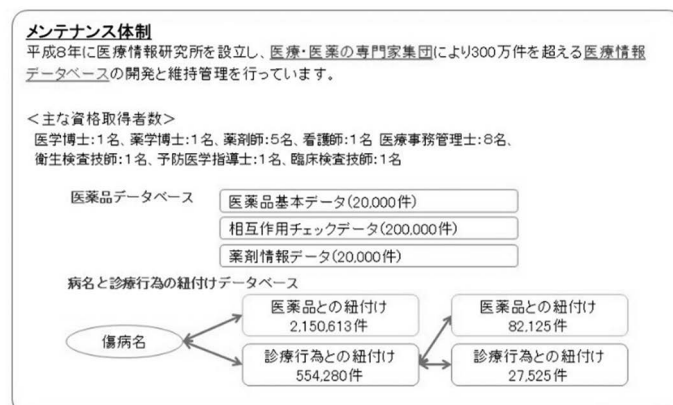 メンテナンス体制
平成8年に医療情報研究所を設立し、医療・医薬の専門家集団により300万件を超える医療情報
データベースの開発と維持管理を行っています。
＜主な資格取得者数＞
医学博士:1名、薬学博士:1名、薬剤師:5名、看護師:1名 医療事務管理士:8名、
衛生検査技師:1名、予防医学指導士:1名、臨床検査技師:1名
医薬品データベース
医薬品基本データ(20,000件)
相互作用チェックデータ(200,000件)
薬剤情報データ(20,000件)
病名と診療行為の紐付けデータベース
傷病名
医薬品との紐付け
2,150,613件
医薬品との紐付け
82,125件
診療行為との紐付け
554,280件
診療行為との紐付け
27,525件